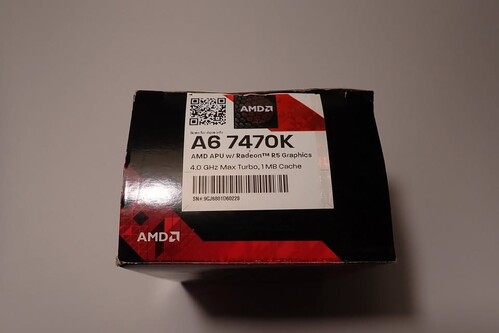 AMD
A6 7470K
AMD APU w/ Radeon™ R5 Graphics
4.0 GHz Max Turbo, 1 MB Cache
AMD